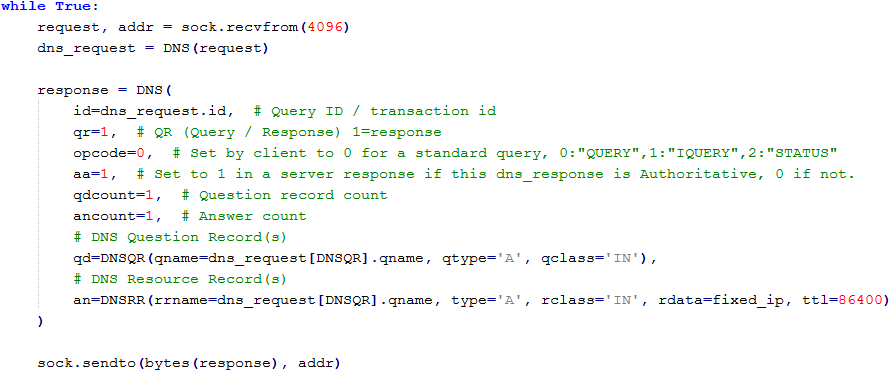 while True:
    request, addr = sock.recvfrom(4096)
    dns_request = DNS(request)

    response = DNS(
        id=dns_request.id,  # Query ID / transaction id
        qr=1,  # QR (Query / Response) 1=response
        opcode=0,  # Set by client to 0 for a standard query, 0:"QUERY",1:"IQUERY",2:"STATUS"
        aa=1,  # Set to 1 in a server response if this dns_response is Authoritative, 0 if not.
        qdcount=1,  # Question record count
        ancount=1,  # Answer count
        # DNS Question Record(s)
        qd=DNSQR(qname=dns_request[DNSQR].qname, qtype='A', qclass='IN'),
        # DNS Resource Record(s)
        an=DNSRR(rrname=dns_request[DNSQR].qname, type='A', rclass='IN', rdata=fixed_ip, ttl=86400)
    )

    sock.sendto(bytes(response), addr)